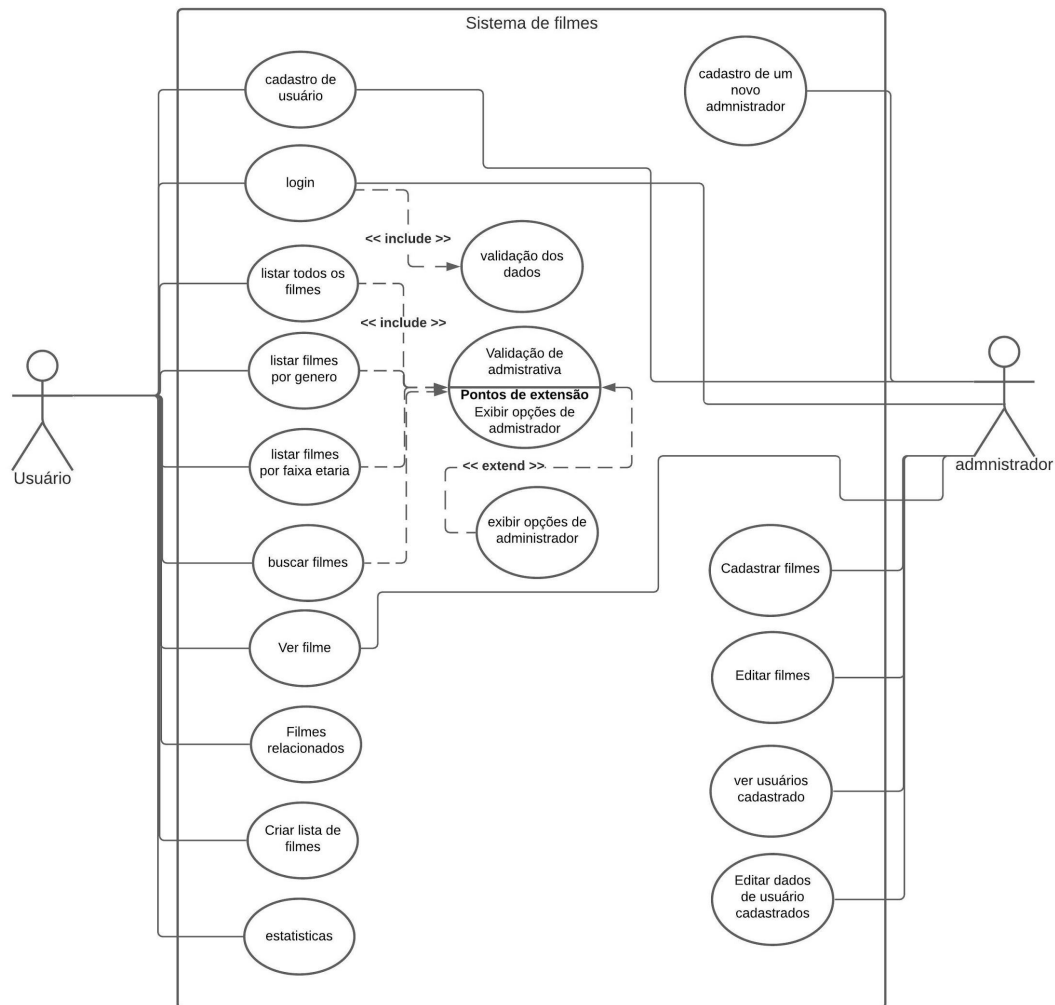 Sistema de filmes
cadastro de
usuário
cadastro de um
novo
admnistrador
login
<< include >>
validação dos
dados
listar todos os
filmes
<< include >>
listar filmes
por genero
Validação de
admistrativa
Pontos de extensão
Exibir opções de
admistrador
listar filmes
por faixa etaria
<< extend >>
Usuário
admnistrador
exibir opções de
administrador
buscar filmes
Cadastrar filmes
Ver filme
Editar filmes
Filmes
relacionados
ver usuários
cadastrado
Criar lista de
filmes
Editar dados
de usuário
cadastrados
estatisticas